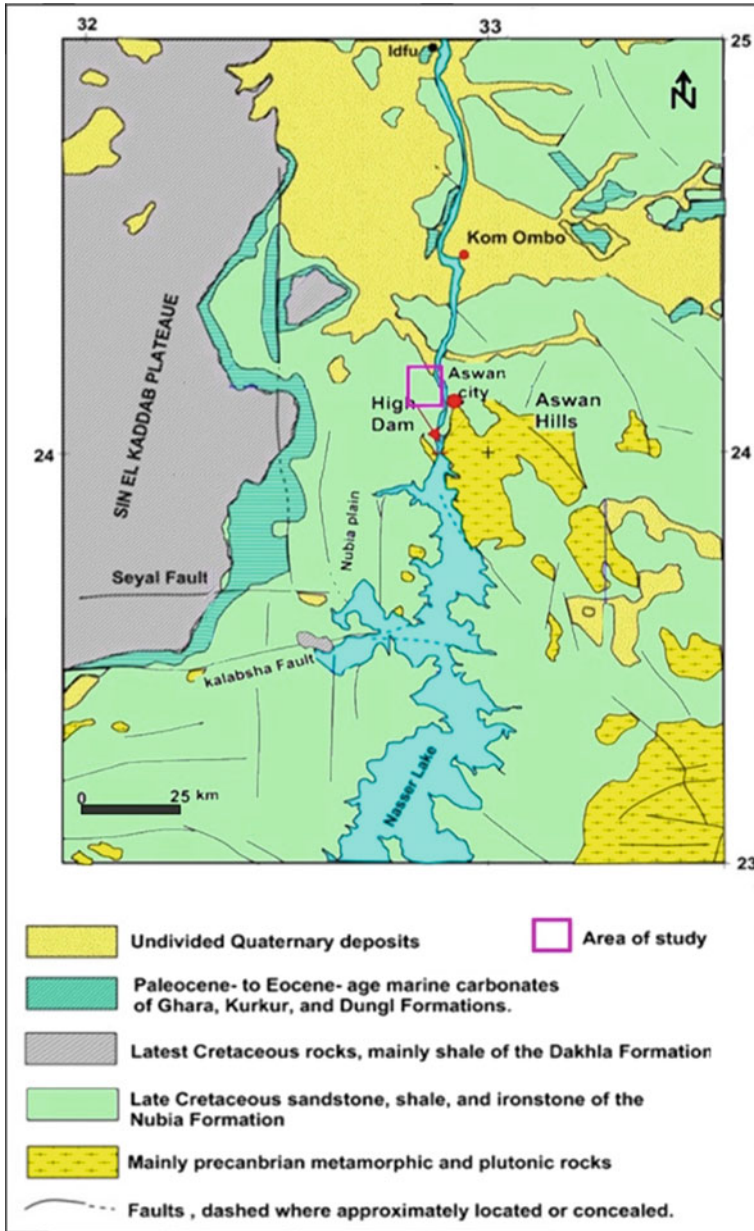 32
33
Idfu
25
N
Kom Ombo
SIN EL KADDAB PLATEAUE
Aswan
city
High
Dam
Aswan
Hills
24
24
Nubia plain
Seyal Fault
kalabsha Fault
Nasser Lake
0
25 km
23
Undivided Quaternary deposits
Area of study
Paleocene- to Eocene- age marine carbonates
of Ghara, Kurkur, and Dungl Formations.
Latest Cretaceous rocks, mainly shale of the Dakhla Formation
Late Cretaceous sandstone, shale, and ironstone of the
Nubia Formation
Mainly precanbrian metamorphic and plutonic rocks
Faults , dashed where approximately located or concealed.